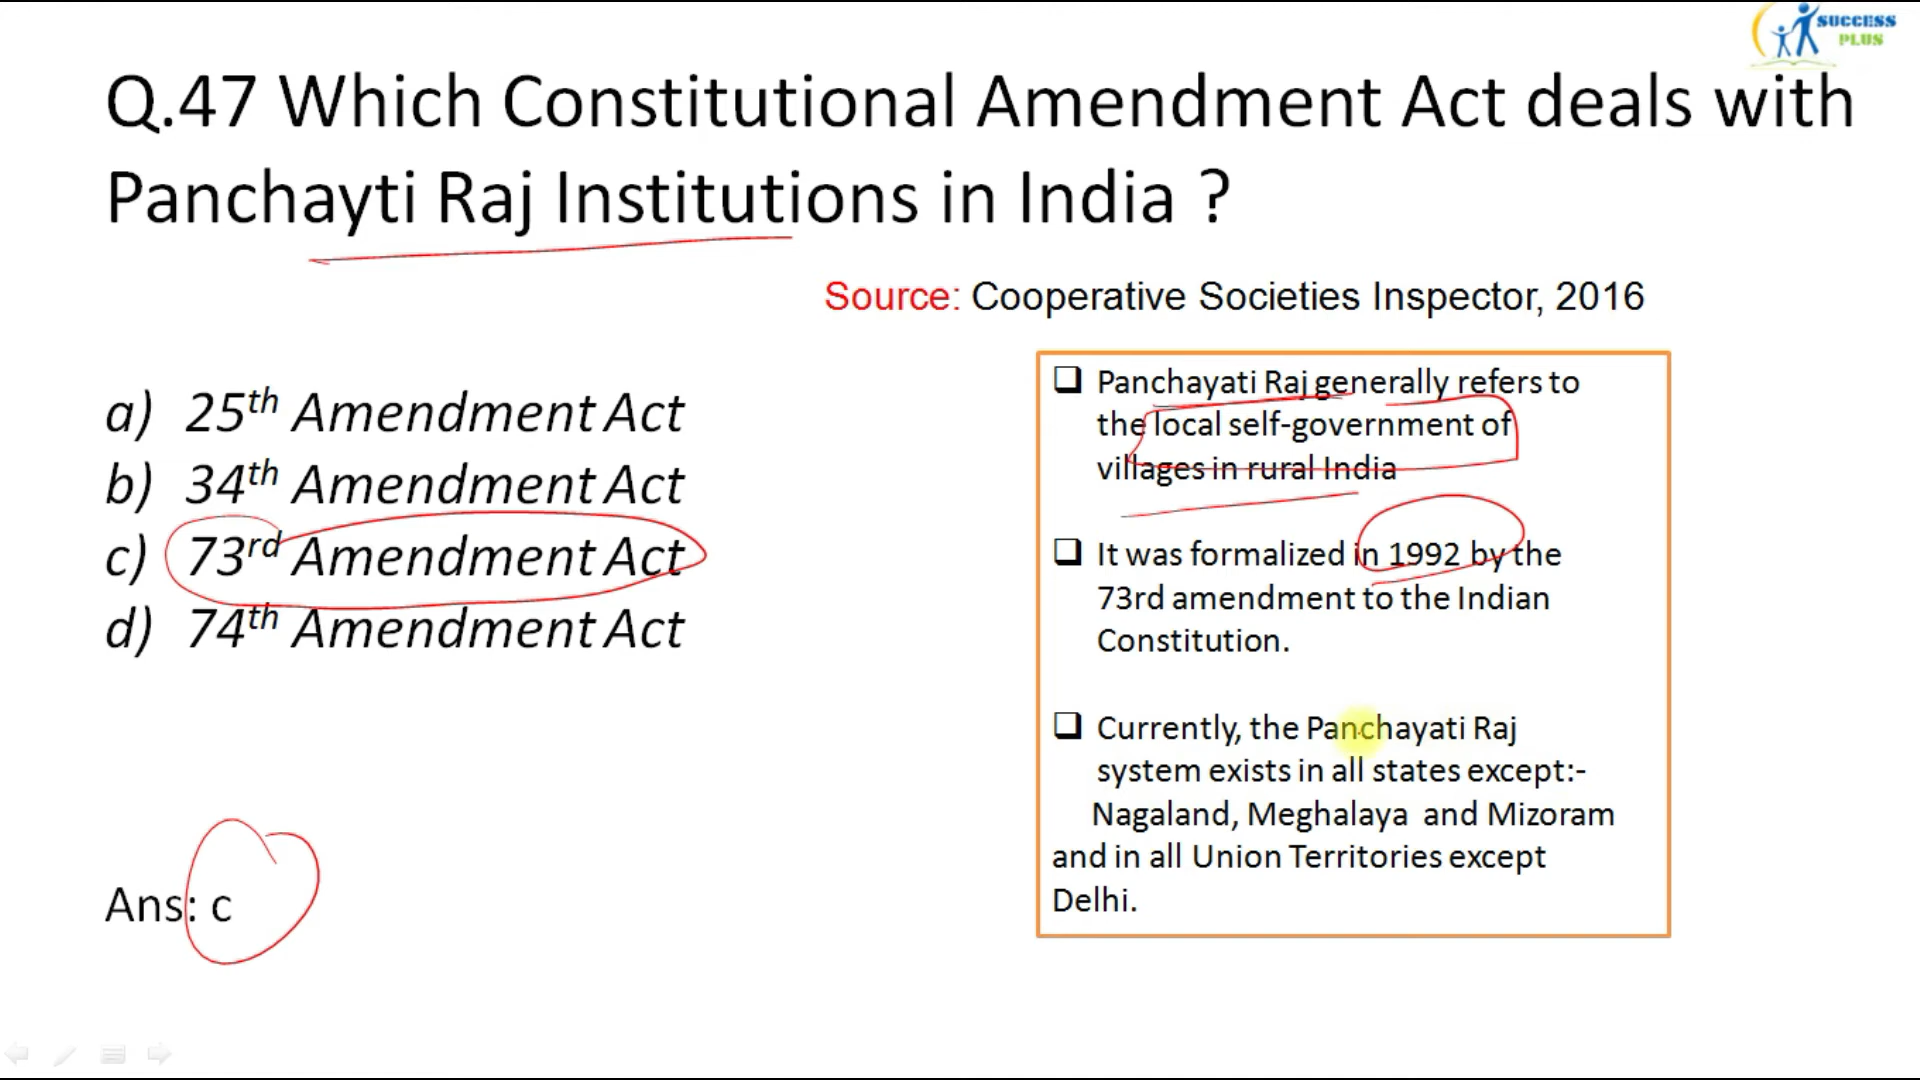 SUCCESS
PLUS
Q.47 Which Constitutional Amendment Act deals with
Panchayti Raj Institutions in India ?
Source: Cooperative Societies Inspector, 2016
a) 25th Amendment Act
b) 34th Amendment Act
c) 73rd Amendment Act
d) 74th Amendment Act
Ans: c
Panchayati Raj generally refers to
the local self-government of
villages in rural India
It was formalized in 1992 by the
73rd amendment to the Indian
Constitution.
Currently, the Panchayati Raj
system exists in all states except:-
Nagaland, Meghalaya and Mizoram
and in all Union Territories except
Delhi.